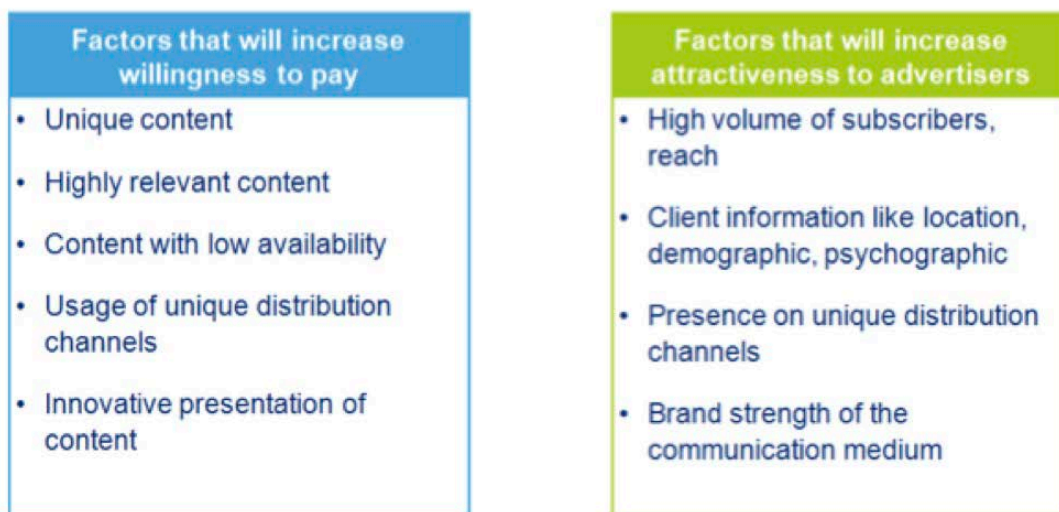 Factors that will increase
willingness to pay
• Unique content
• Highly relevant content
• Content with low availability
• Usage of unique distribution
channels
• Innovative presentation of
content
Factors that will increase
attractiveness to advertisers
• High volume of subscribers,
reach
• Client information like location,
demographic, psychographic
• Presence on unique distribution
channels
• Brand strength of the
communication medium